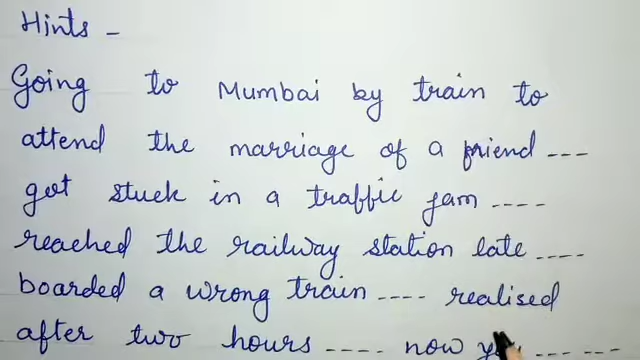 Hints -
Going to Mumbai by train to
attend the marriage of a friend ---
got stuck in a traffic jam ----
reached the railway station late ----
boarded a wrong train ---- realised
after two hours ---- now ------